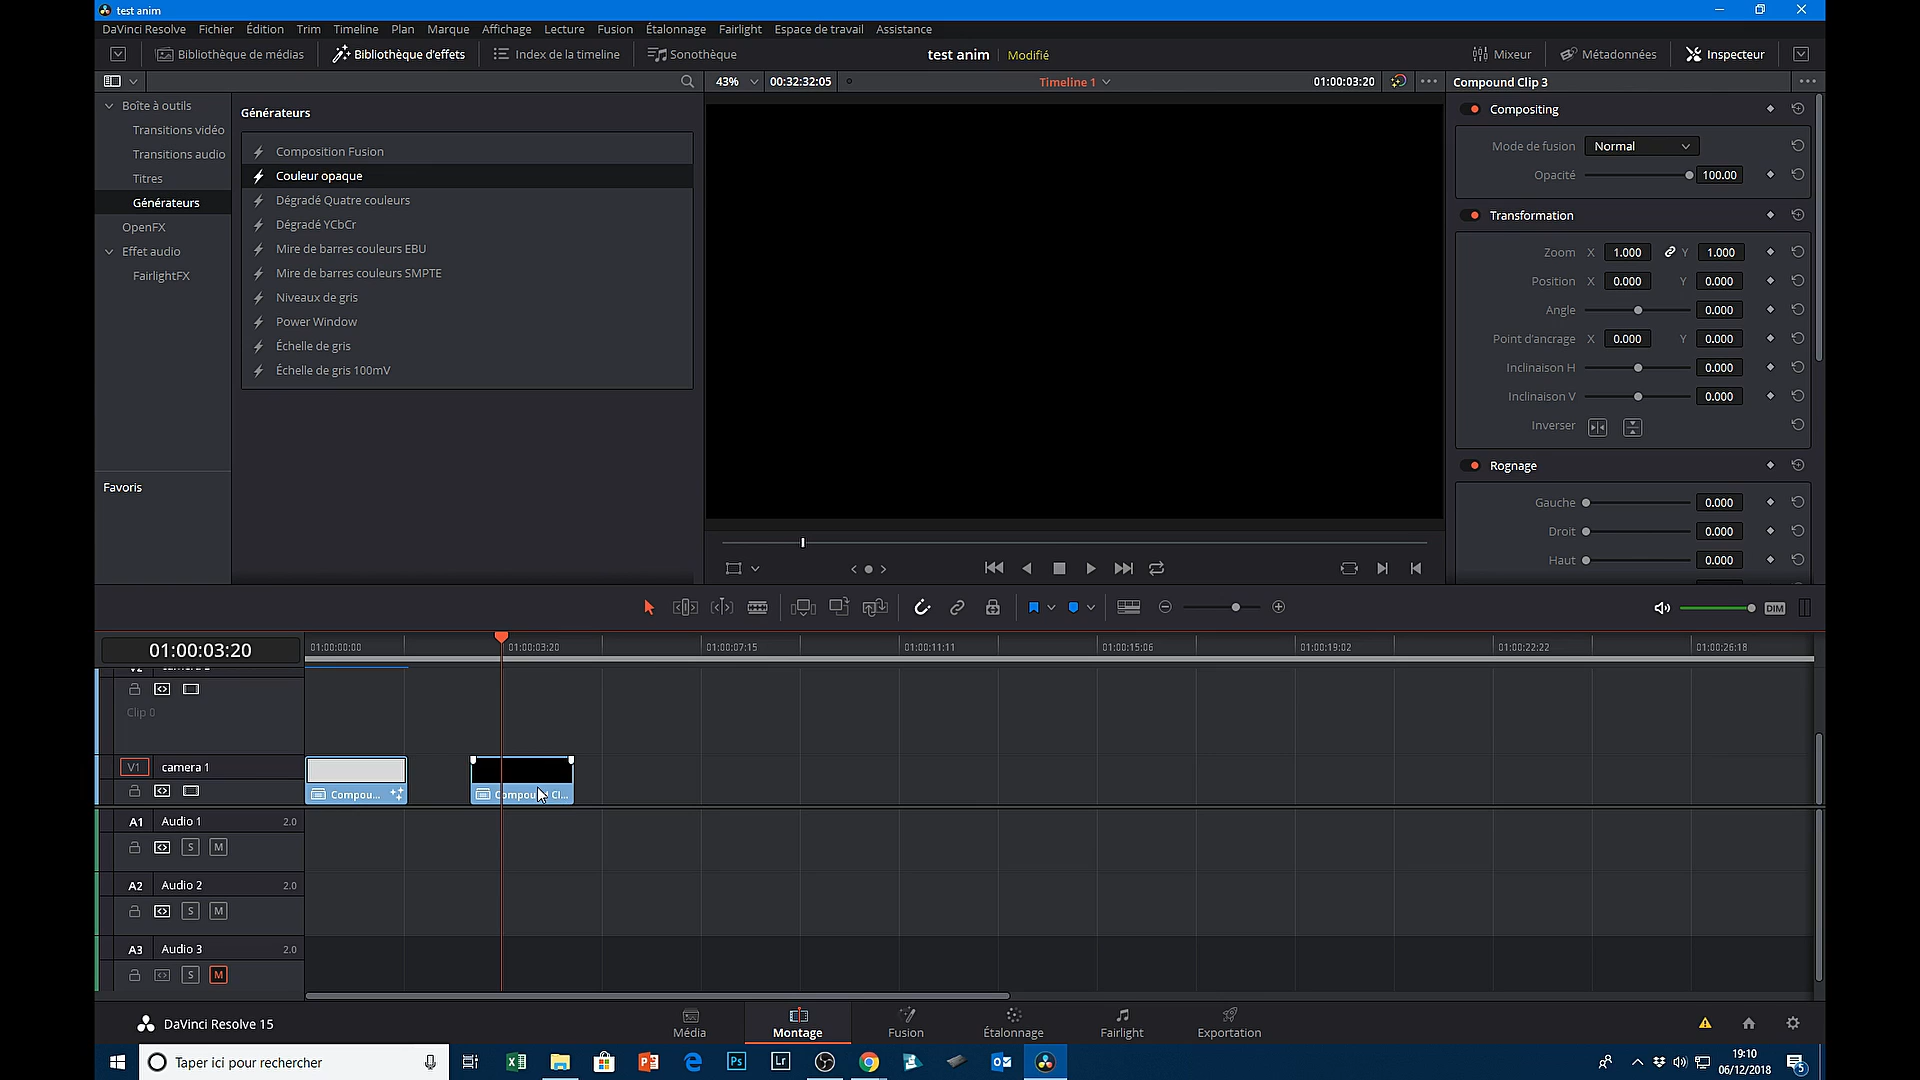 test anim
DaVinci Resolve Fichier Édition Trim Timeline Plan Marque Affichage Lecture Fusion Étalonnage Fairlight Espace de travail Assistance
Bibliothèque de médias Bibliothèque d'effets Index de la timeline Sonothèque test anim Modifié Mixeur Métadonnées Inspecteur
43% 00:32:32:05 Timeline 1 01:00:03:20 Compound Clip 3
Boîte à outils
Transitions vidéo
Transitions audio
Titres
Générateurs
OpenFX
Effet audio
FairlightFX
Favoris
Générateurs
Composition Fusion
Couleur opaque
Dégradé Quatre couleurs
Dégradé YCbCr
Mire de barres couleurs EBU
Mire de barres couleurs SMPTE
Niveaux de gris
Power Window
Échelle de gris
Échelle de gris 100mV
Compositing
Mode de fusion Normal
Opacité 100.00
Transformation
Zoom X 1.000 Y 1.000
Position X 0.000 Y 0.000
Angle 0.000
Point d'ancrage X 0.000 Y 0.000
Inclinaison H 0.000
Inclinaison V 0.000
Inverser
Rognage
Gauche 0.000
Droit 0.000
Haut 0.000
DIM
01:00:03:20 01:00:00:00 01:00:03:20 01:00:07:15 01:00:11:11 01:00:15:06 01:00:19:02 01:00:22:22 01:00:26:18
Clip 0
V1 camera 1
Compou... Compound Cl...
A1 Audio 1 2.0
S M
A2 Audio 2 2.0
S M
A3 Audio 3 2.0
S M
DaVinci Resolve 15 Média Montage Fusion Étalonnage Fairlight Exportation
Taper ici pour rechercher Ps Lr 19:10
06/12/2018 5